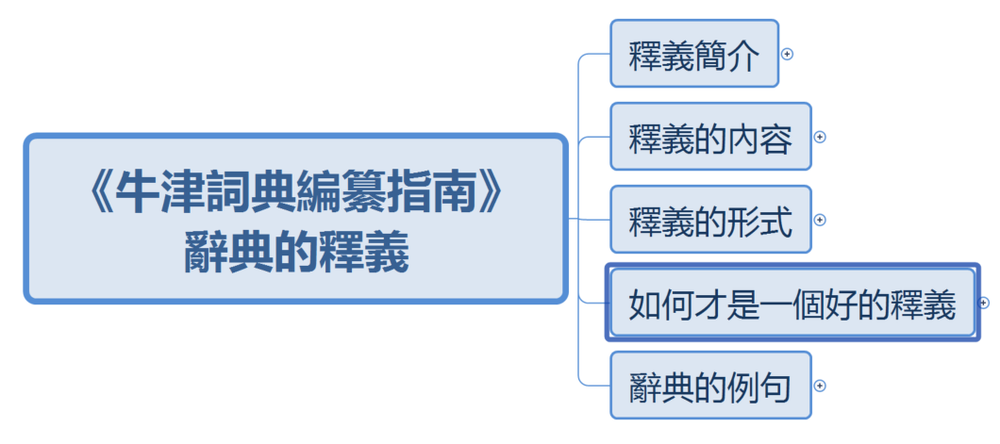 《牛津詞典編纂指南》
辭典的釋義
釋義簡介
釋義的內容
釋義的形式
如何才是一個好的釋義
辭典的例句